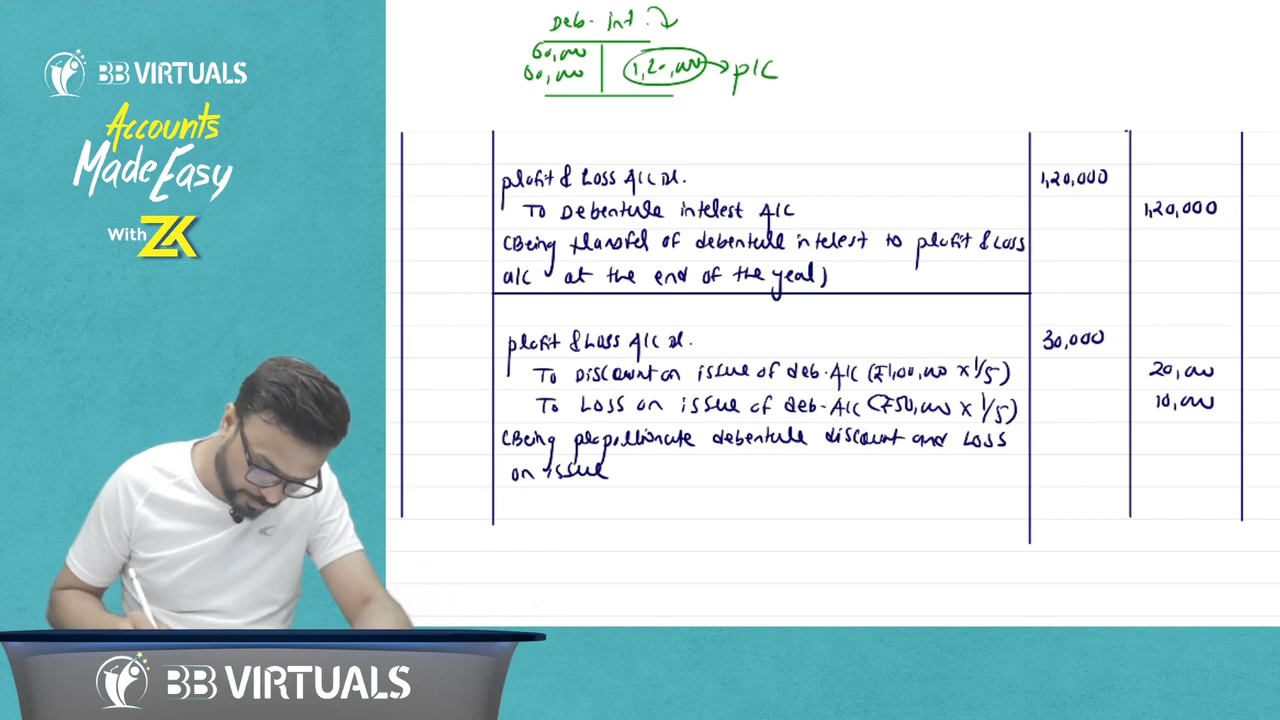 Deb. int.
60,000
60,000
1,20,000 → P/C
BB VIRTUALS
Accounts
Made Easy
With ZK
Profit & Loss A/C Dr.
1,20,000
To Debenture interest A/C
1,20,000
(Being transfer of debenture interest to profit & Loss
a/c at the end of the year)
Profit & Loss A/C Dr.
30,000
To Discount on issue of deb. A/C (₹1,00,000 x 1/5)
20,000
To Loss on issue of deb. A/C (₹50,000 x 1/5)
10,000
(Being proportionate debenture discount and Loss
on issue
BB VIRTUALS